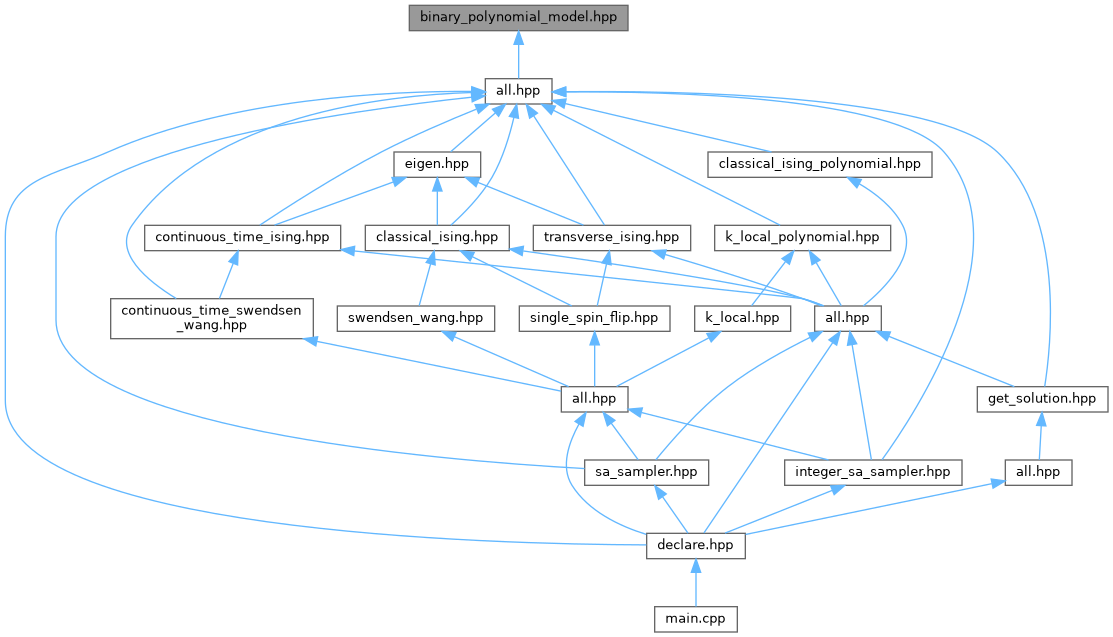 binary_polynomial_model.hpp
all.hpp
eigen.hpp
classical_ising_polynomial.hpp
continuous_time_ising.hpp
classical_ising.hpp
transverse_ising.hpp
k_local_polynomial.hpp
continuous_time_swendsen
_wang.hpp
swendsen_wang.hpp
single_spin_flip.hpp
k_local.hpp
all.hpp
all.hpp
get_solution.hpp
sa_sampler.hpp
integer_sa_sampler.hpp
all.hpp
declare.hpp
main.cpp